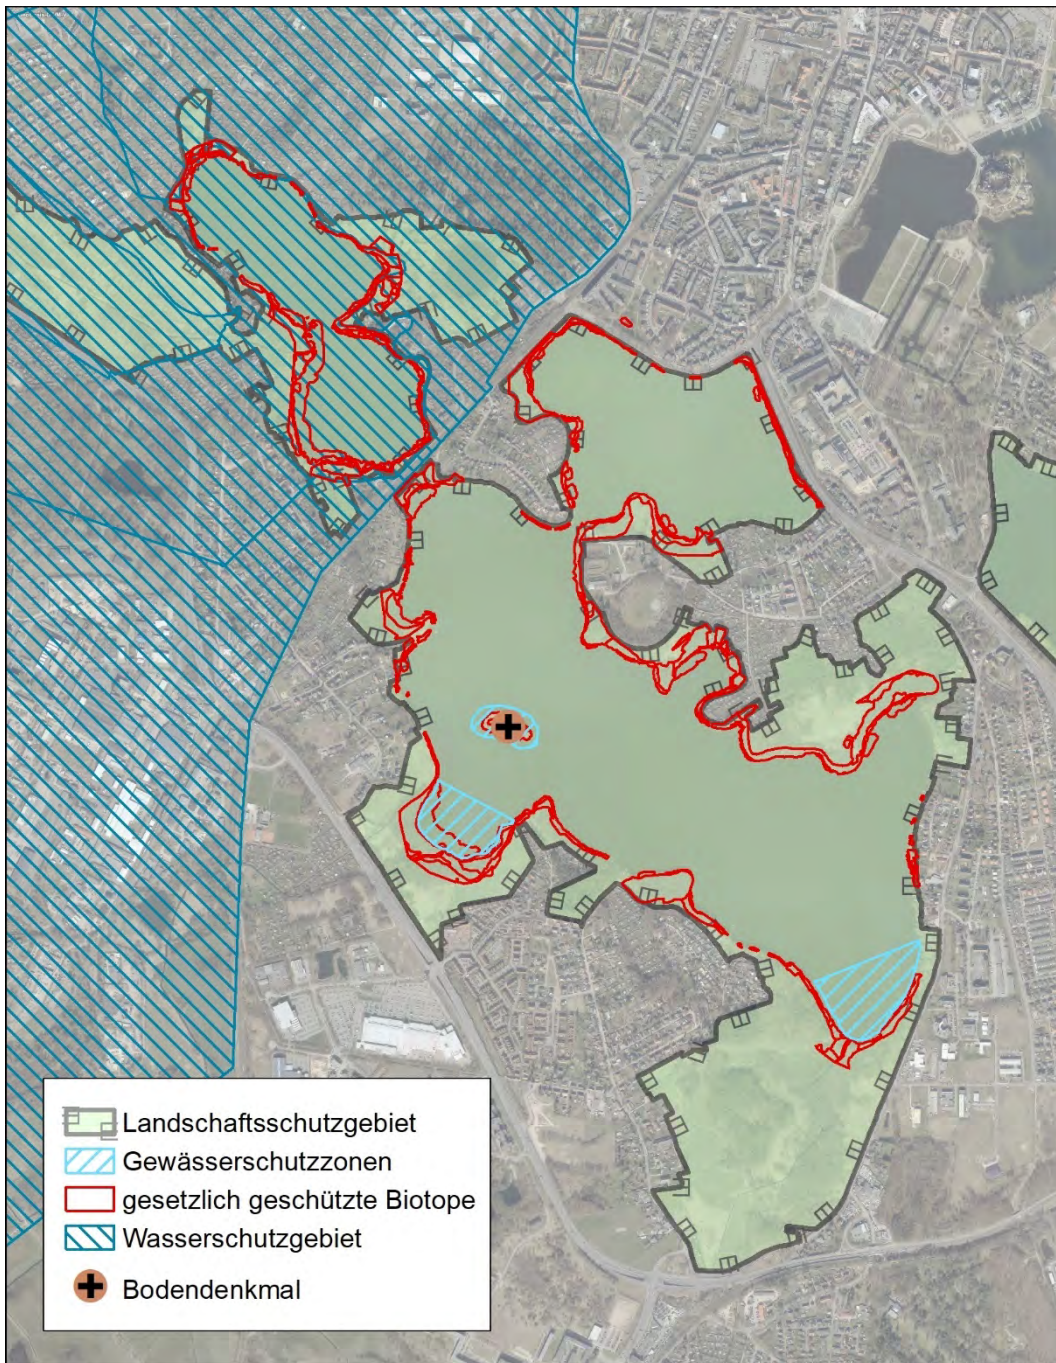 Landschaftsschutzgebiet
Gewässerschutzzonen
gesetzlich geschützte Biotope
Wasserschutzgebiet
Bodendenkmal